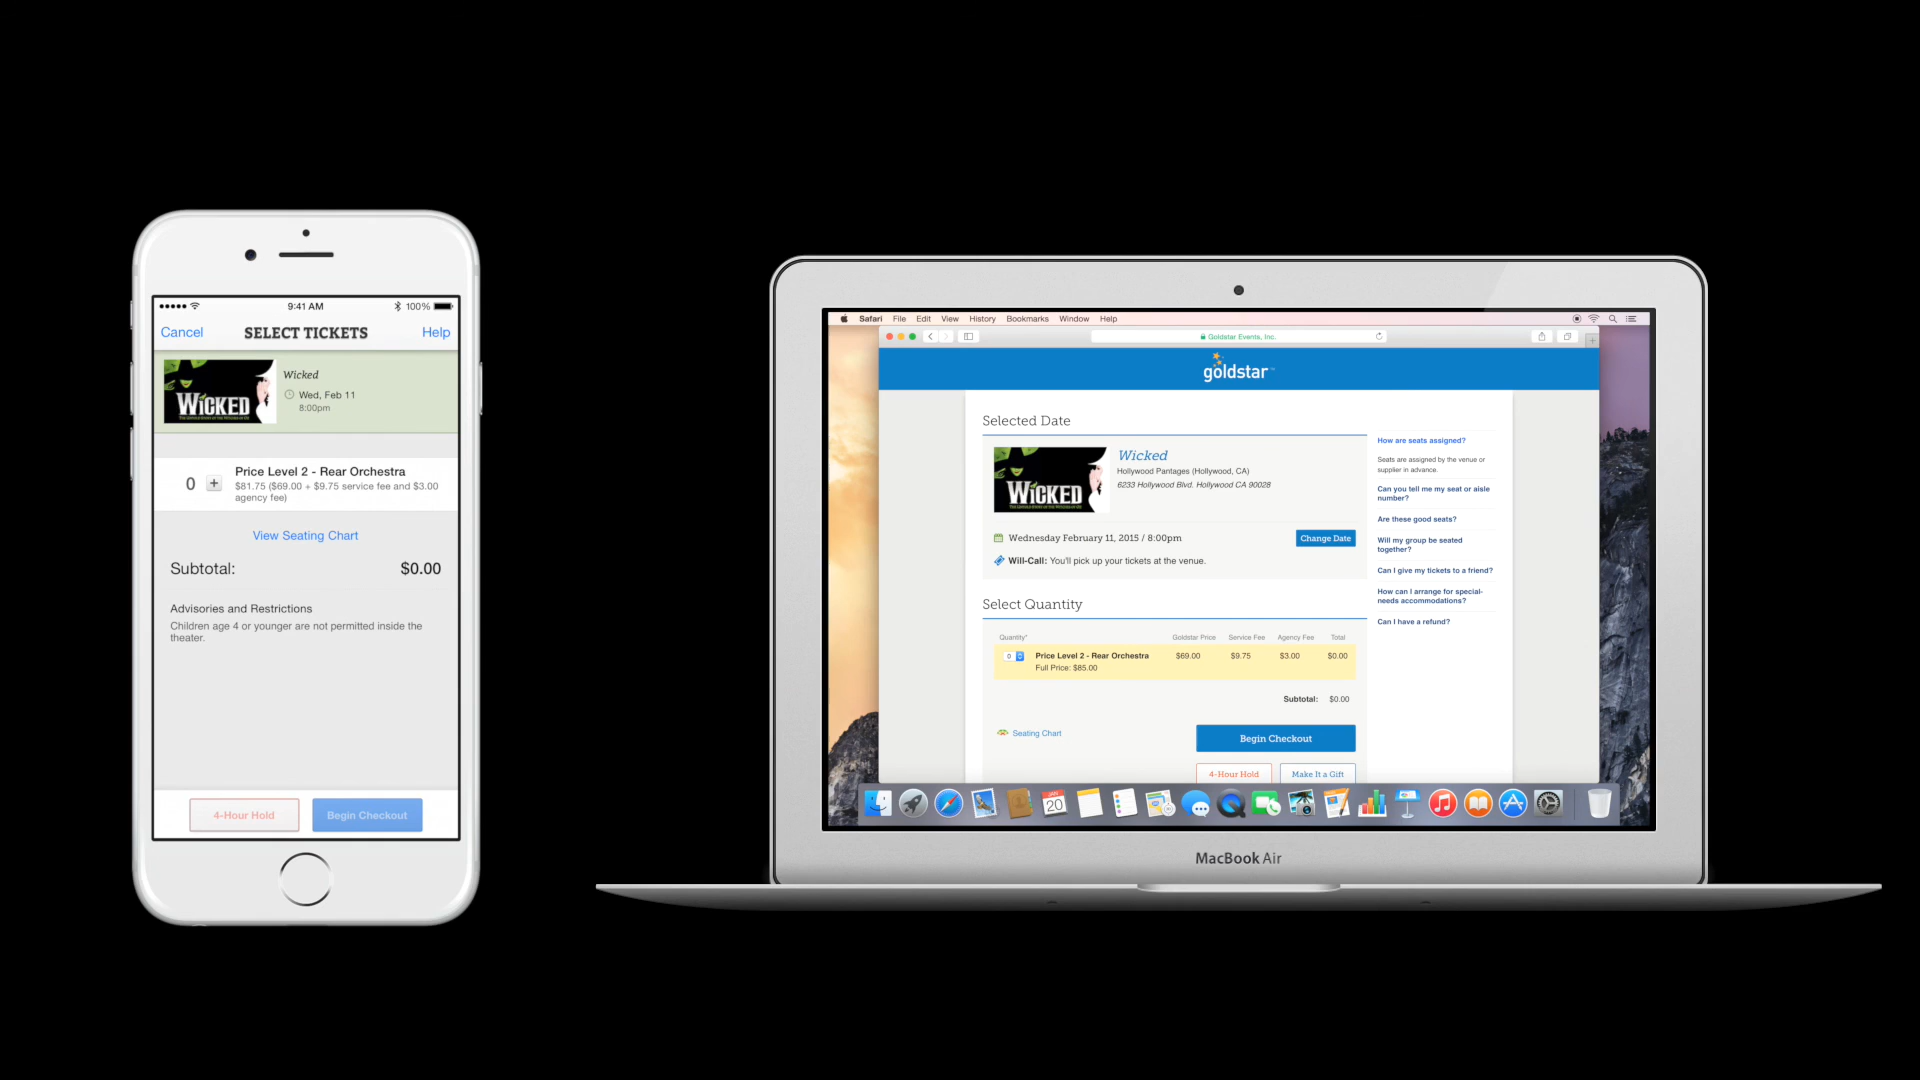 9:41 AM
100%
Cancel
SELECT TICKETS
Help
WICKED
Wicked
Wed, Feb 11
8:00pm
0
+
Price Level 2 - Rear Orchestra
$81.75 ($69.00 + $9.75 service fee and $3.00
agency fee)
View Seating Chart
Subtotal:
$0.00
Advisories and Restrictions
Children age 4 or younger are not permitted inside the
theater.
4-Hour Hold
Begin Checkout
Safari File Edit View History Bookmarks Window Help
Goldstar Events, Inc.
goldstar
Selected Date
WICKED
Wicked
Hollywood Pantages (Hollywood, CA)
6233 Hollywood Blvd. Hollywood CA 90028
Wednesday February 11, 2015 / 8:00pm
Change Date
Will-Call: You'll pick up your tickets at the venue.
Select Quantity
Quantity* Goldstar Price Service Fee Agency Fee Total
0 Price Level 2 - Rear Orchestra $69.00 $9.75 $3.00 $0.00
Full Price: $85.00
Subtotal: $0.00
Seating Chart
Begin Checkout
4-Hour Hold
Make It a Gift
How are seats assigned?
Seats are assigned by the venue or
supplier in advance.
Can you tell me my seat or aisle
number?
Are these good seats?
Will my group be seated
together?
Can I give my tickets to a friend?
How can I arrange for special-
needs accommodations?
Can I have a refund?
JAN
20
MacBook Air